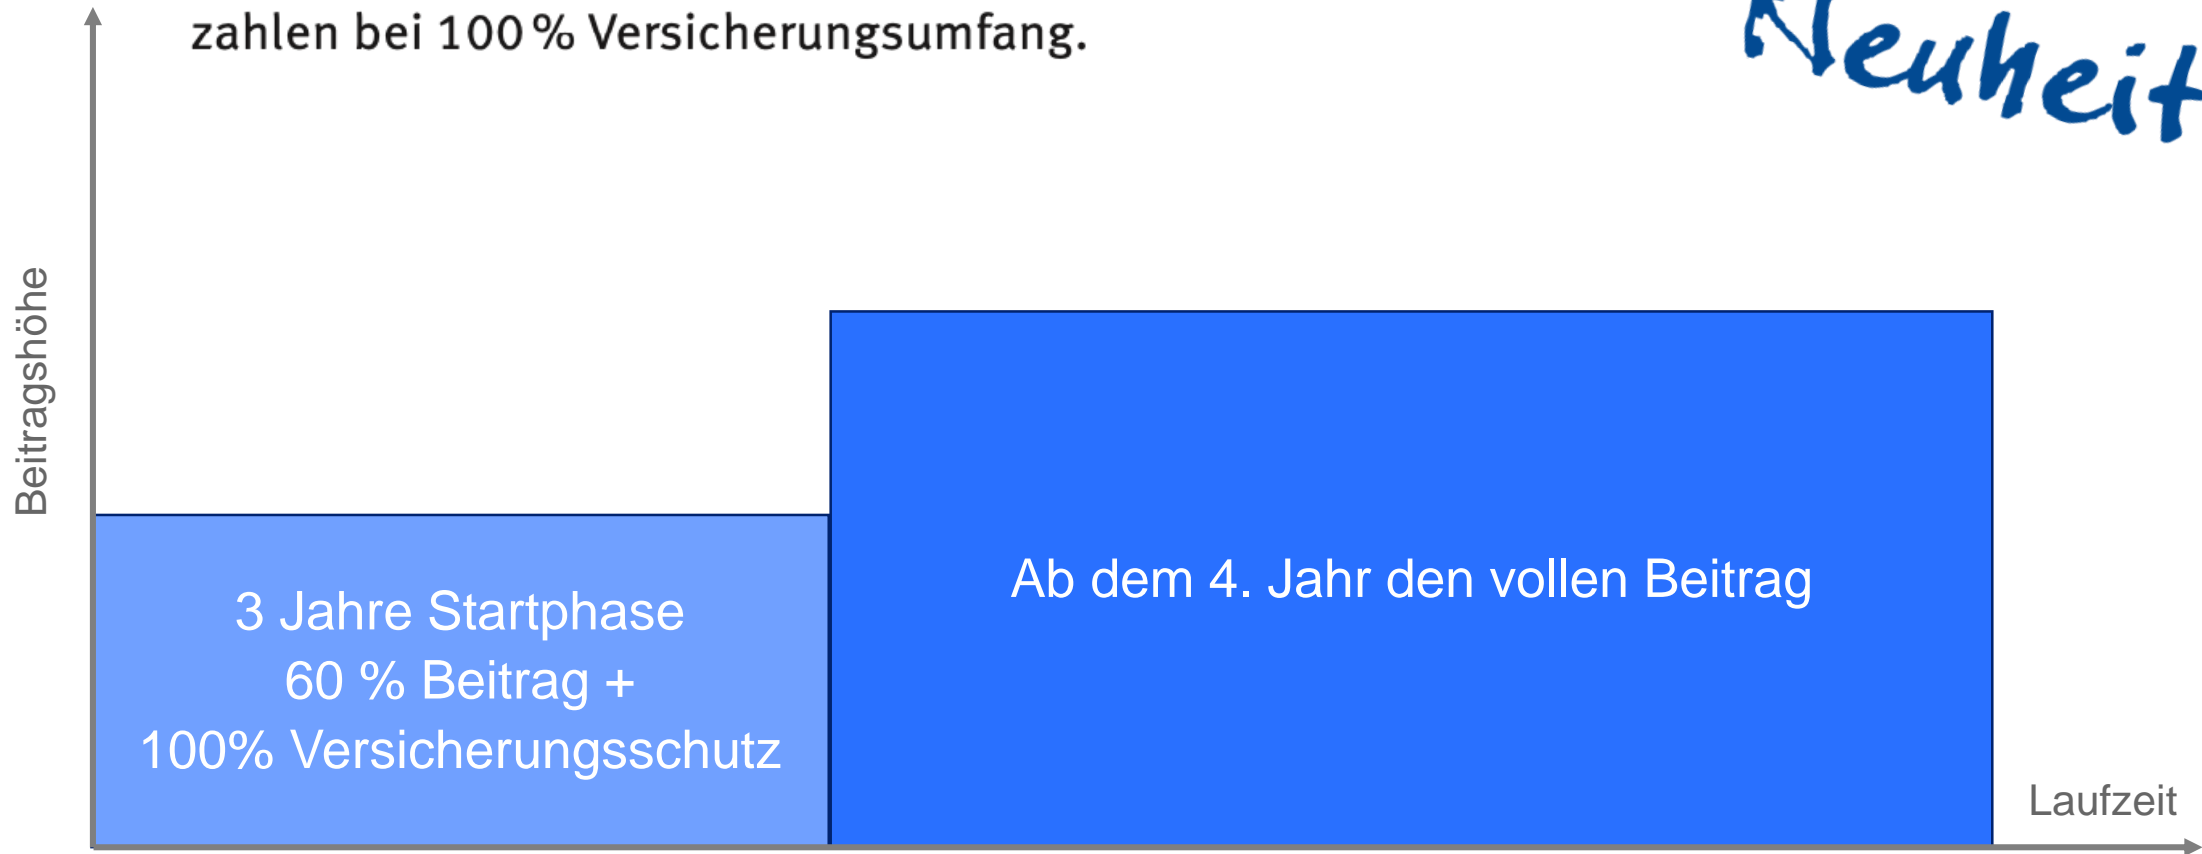 zahlen bei 100 % Versicherungsumfang.
Neuheit
Beitragshöhe
3 Jahre Startphase
60 % Beitrag +
100% Versicherungsschutz
Ab dem 4. Jahr den vollen Beitrag
Laufzeit